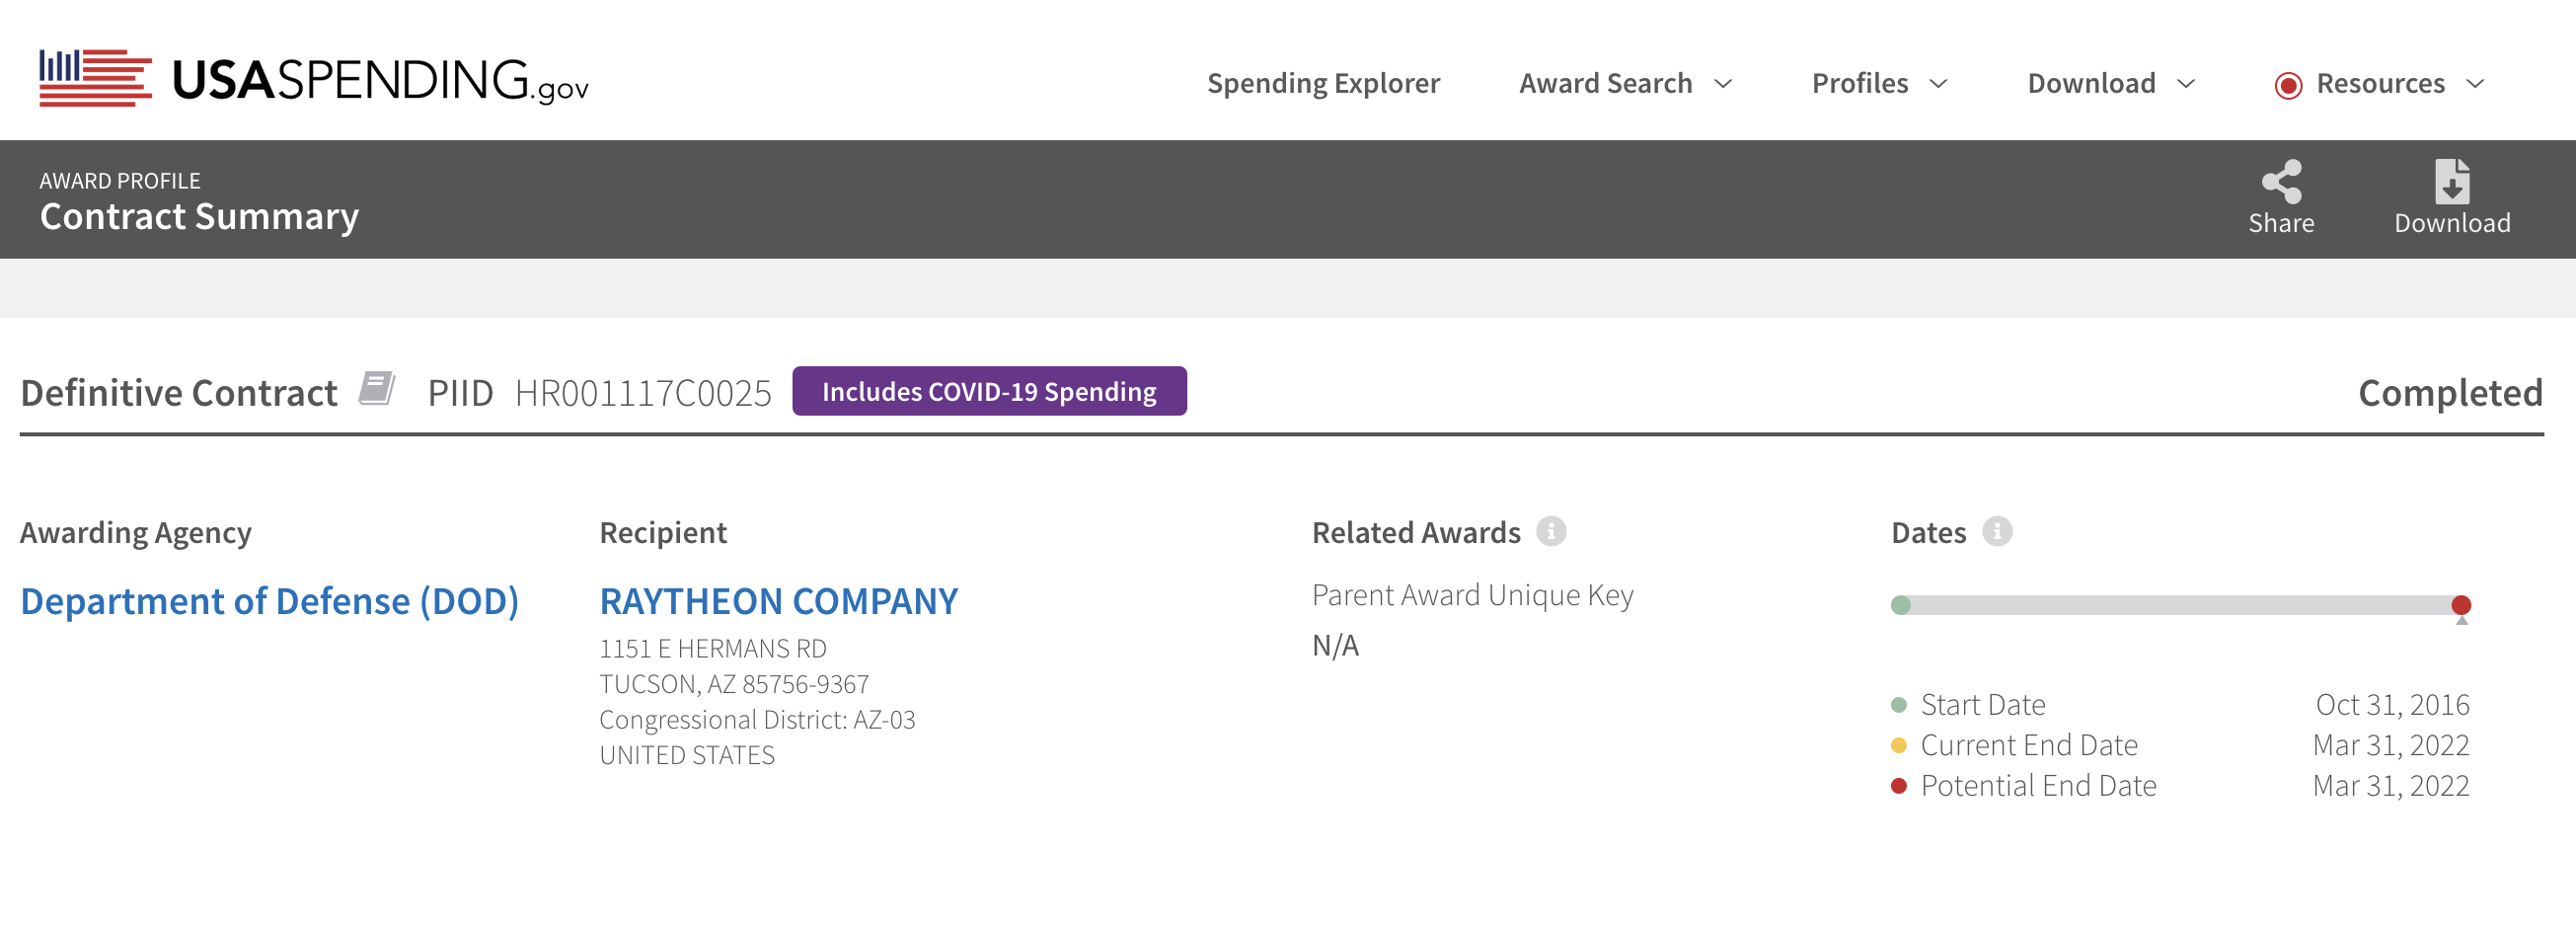 USASPENDING.gov
Spending Explorer Award Search Profiles Download Resources
AWARD PROFILE
Contract Summary
Share Download
Definitive Contract PIID HR001117C0025 Includes COVID-19 Spending Completed
Awarding Agency
Department of Defense (DOD)
Recipient
RAYTHEON COMPANY
1151 E HERMANS RD
TUCSON, AZ 85756-9367
Congressional District: AZ-03
UNITED STATES
Related Awards
Parent Award Unique Key
N/A
Dates
Start Date Oct 31, 2016
Current End Date Mar 31, 2022
Potential End Date Mar 31, 2022